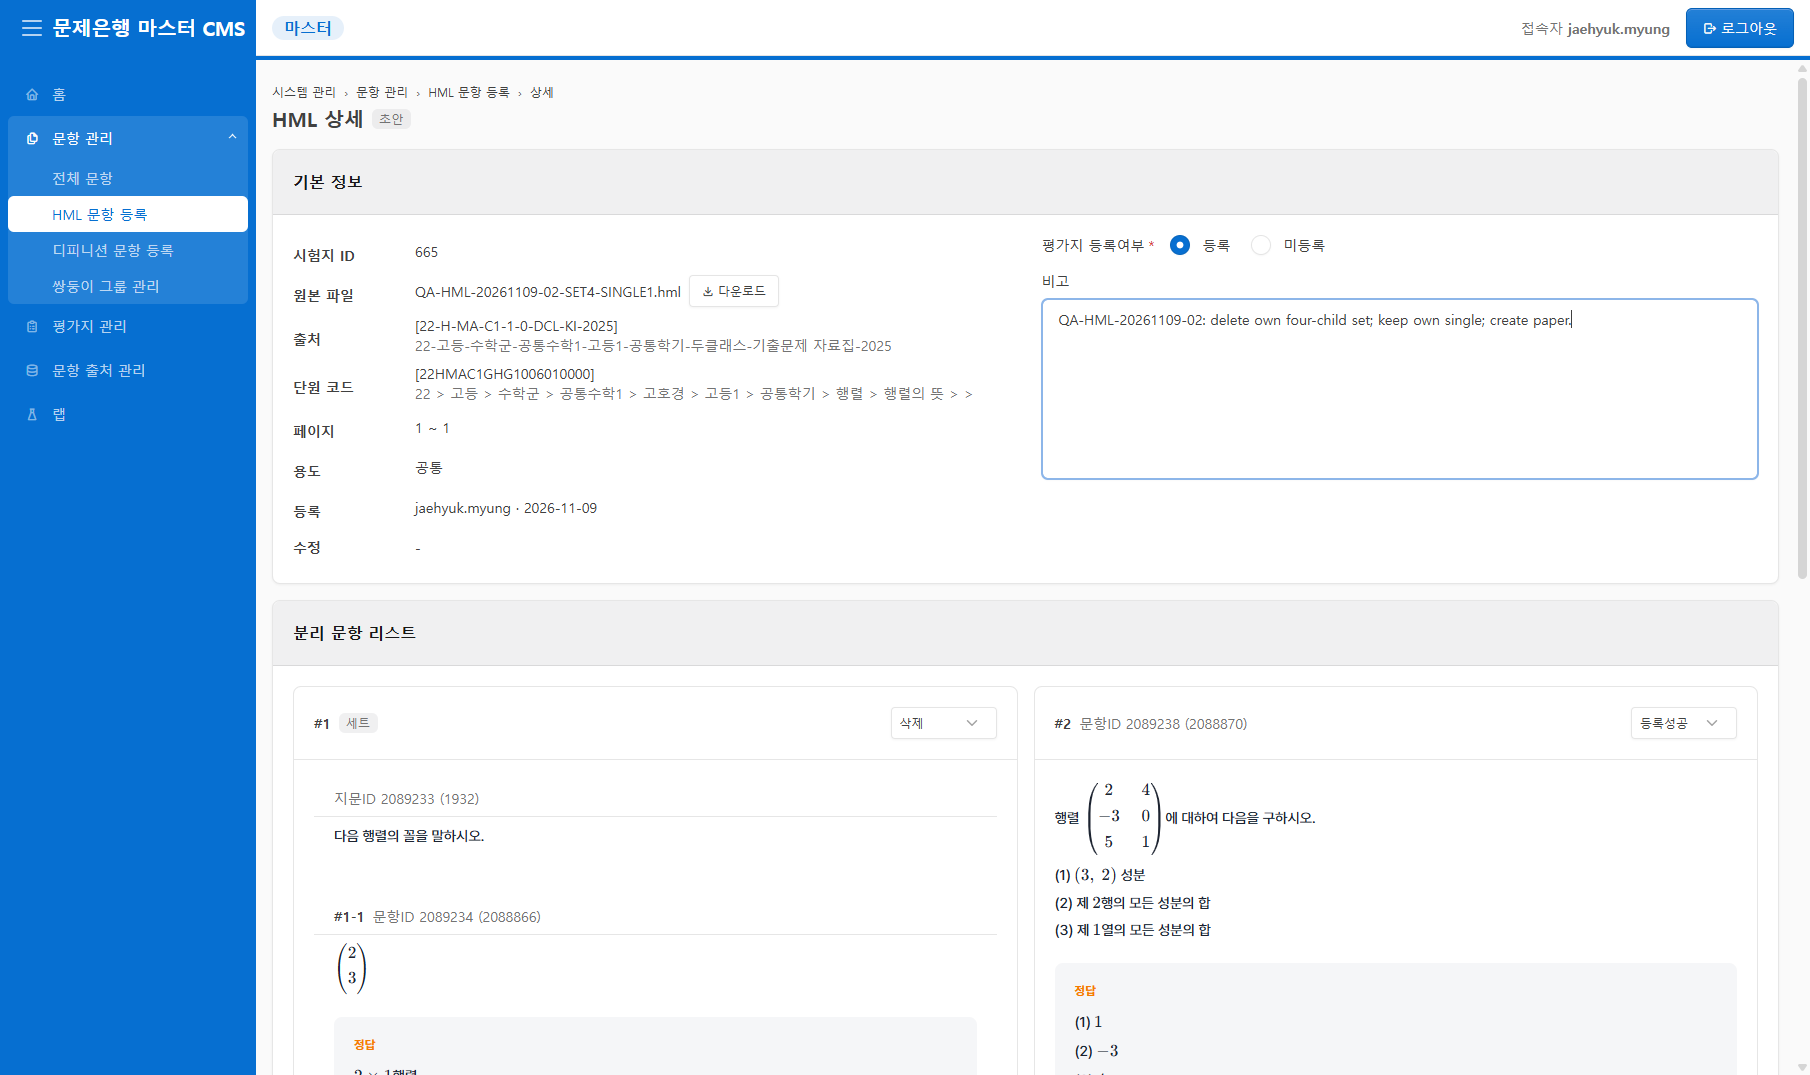 문제은행 마스터 CMS
마스터
접속자 jaehyuk.myung
로그아웃
홈
문항 관리
전체 문항
HML 문항 등록
디피니션 문항 등록
쌍둥이 그룹 관리
평가지 관리
문항 출처 관리
랩
시스템 관리 › 문항 관리 › HML 문항 등록 › 상세
HML 상세 초안
기본 정보
시험지 ID 665
원본 파일 QA-HML-20261109-02-SET4-SINGLE1.hml 다운로드
출처 [22-H-MA-C1-1-0-DCL-KI-2025]
22-고등-수학군-공통수학1-고등1-공통학기-두클래스-기출문제 자료집-2025
단원 코드 [22HMAC1GHG1006010000]
22 > 고등 > 수학군 > 공통수학1 > 고호경 > 고등1 > 공통학기 > 행렬 > 행렬의 뜻 > >
페이지 1 ~ 1
용도 공통
등록 jaehyuk.myung · 2026-11-09
수정 -
평가지 등록여부 * 등록 미등록
비고
QA-HML-20261109-02: delete own four-child set; keep own single; create paper.
분리 문항 리스트
#1 세트 삭제
지문ID 2089233 (1932)
다음 행렬의 꼴을 말하시오.
#1-1 문항ID 2089234 (2088866)
2
3
정답
2 × 1행렬
#2 문항ID 2089238 (2088870) 등록성공
2 4
행렬 -3 0 에 대하여 다음을 구하시오.
5 1
(1) (3, 2) 성분
(2) 제 2행의 모든 성분의 합
(3) 제 1열의 모든 성분의 합
정답
(1) 1
(2) -3